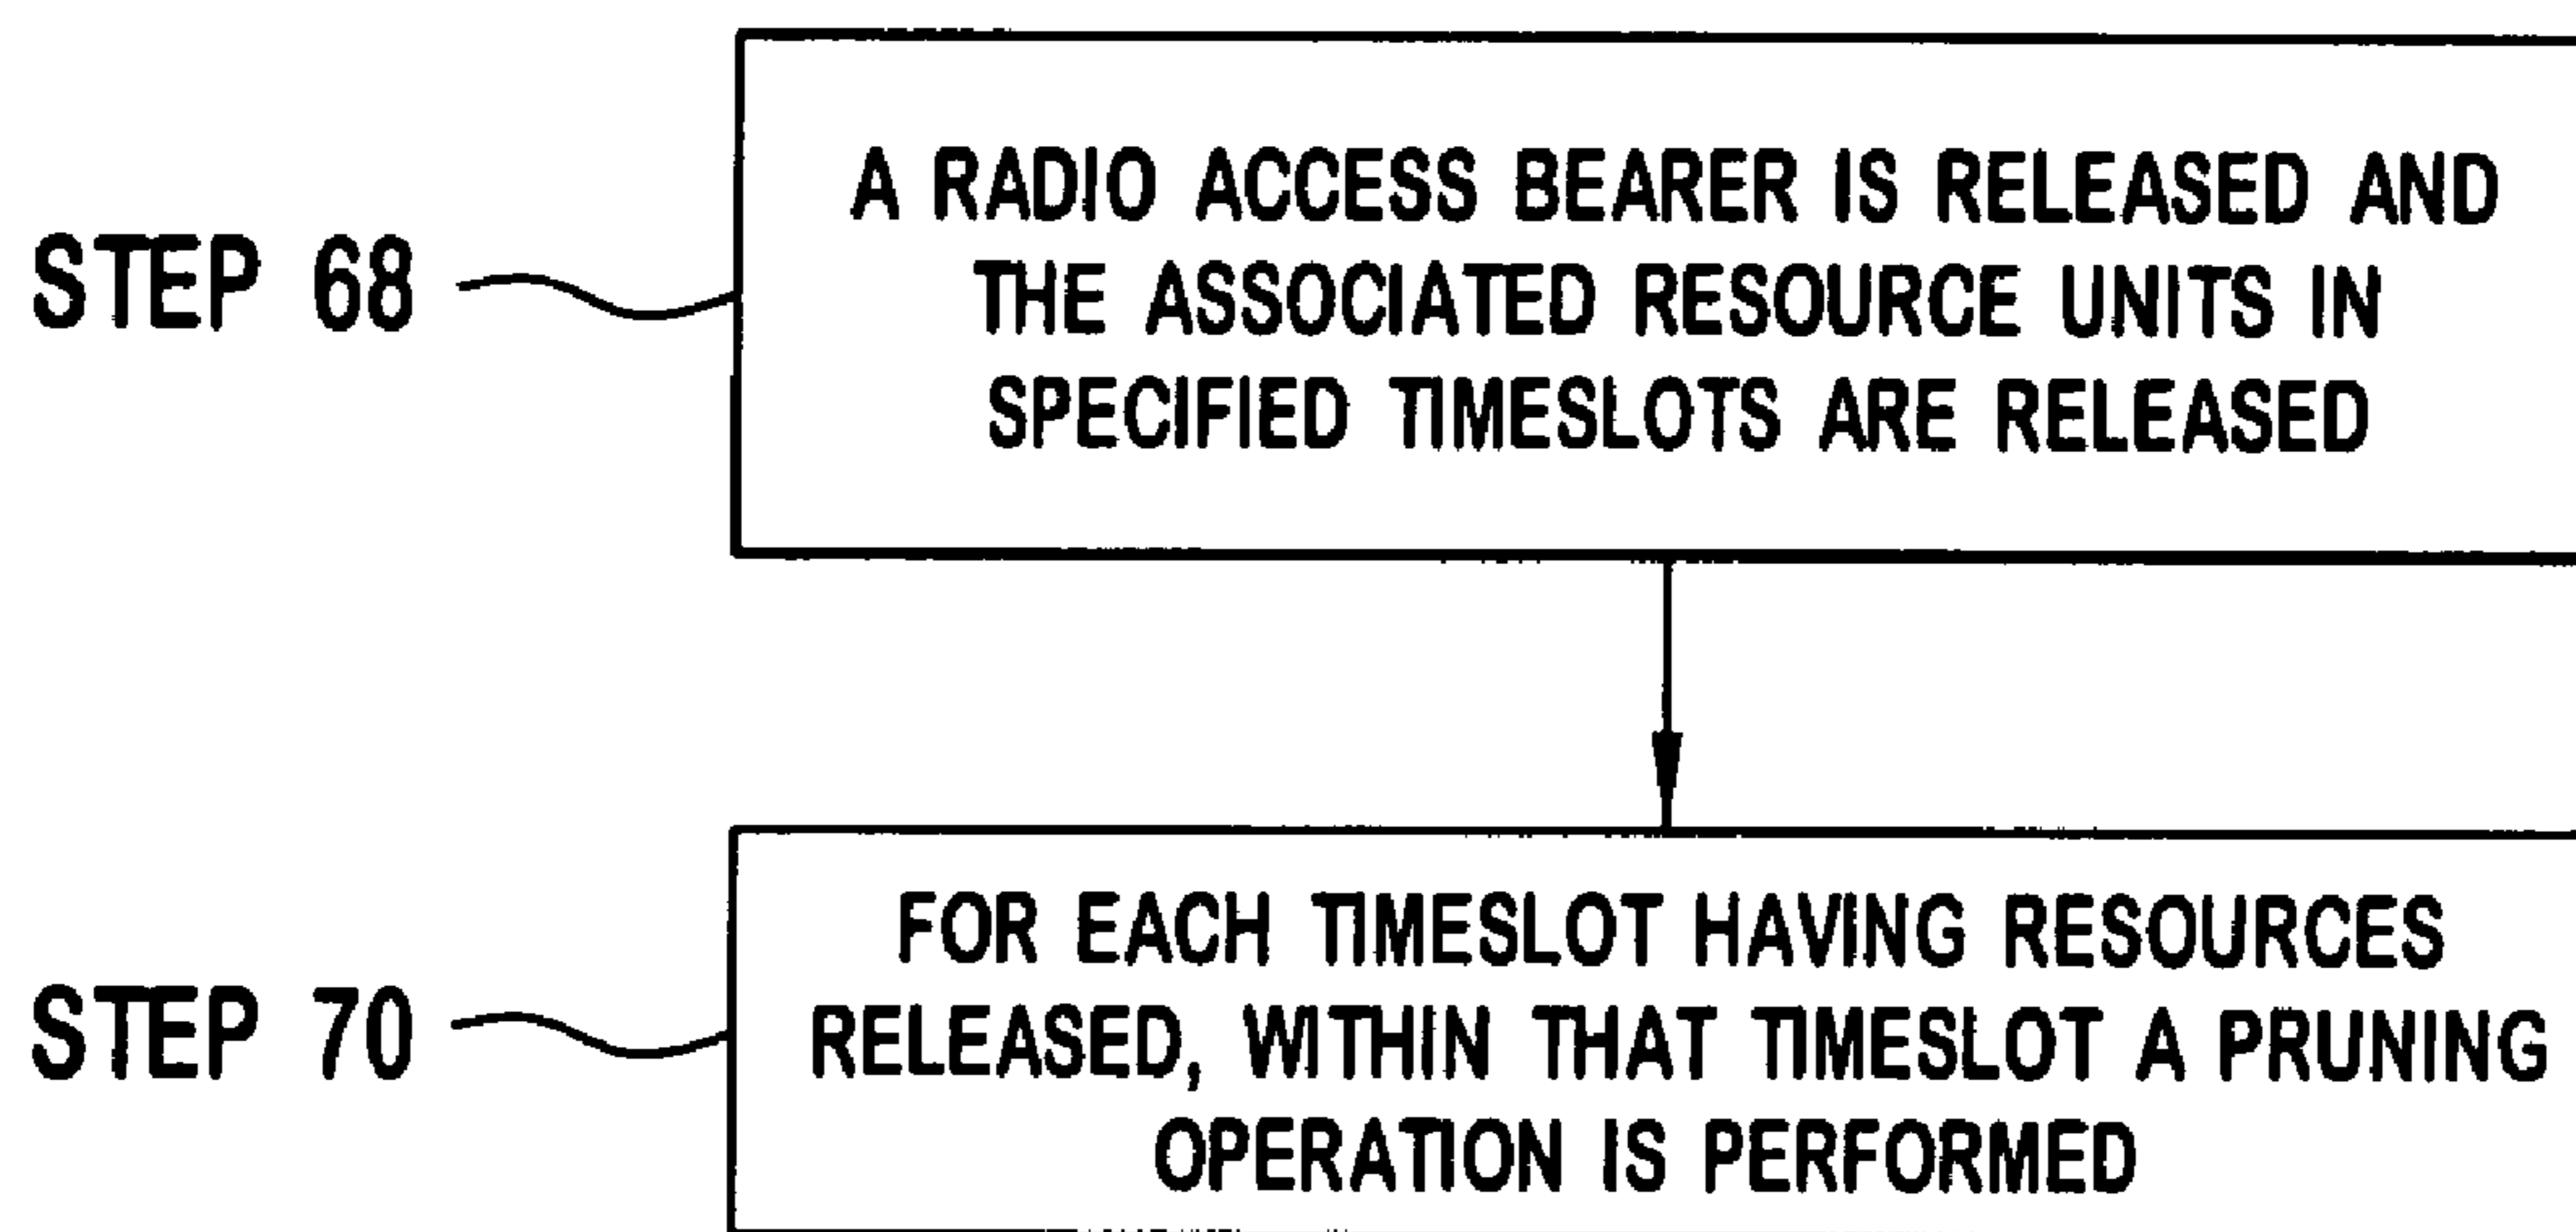 STEP 68
A RADIO ACCESS BEARER IS RELEASED AND
THE ASSOCIATED RESOURCE UNITS IN
SPECIFIED TIMESLOTS ARE RELEASED
STEP 70
FOR EACH TIMESLOT HAVING RESOURCES
RELEASED, WITHIN THAT TIMESLOT A PRUNING
OPERATION IS PERFORMED